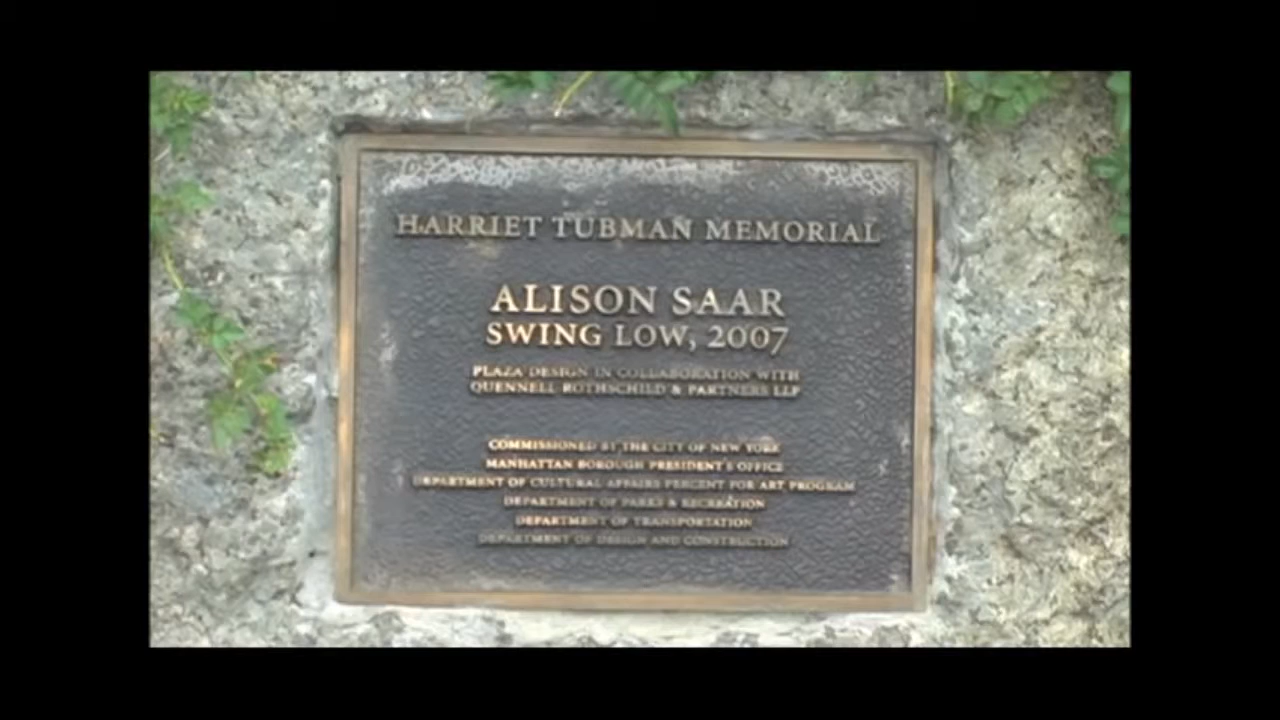 HARRIET TUBMAN MEMORIAL
ALISON SAAR
SWING LOW, 2007
PLAZA DESIGN IN COLLABORATION WITH
QUENNELL ROTHSCHILD & PARTNERS LLP
COMMISSIONED BY THE CITY OF NEW YORK
MANHATTAN BOROUGH PRESIDENT'S OFFICE
DEPARTMENT OF CULTURAL AFFAIRS PERCENT FOR ART PROGRAM
DEPARTMENT OF PARKS & RECREATION
DEPARTMENT OF TRANSPORTATION
DEPARTMENT OF DESIGN AND CONSTRUCTION